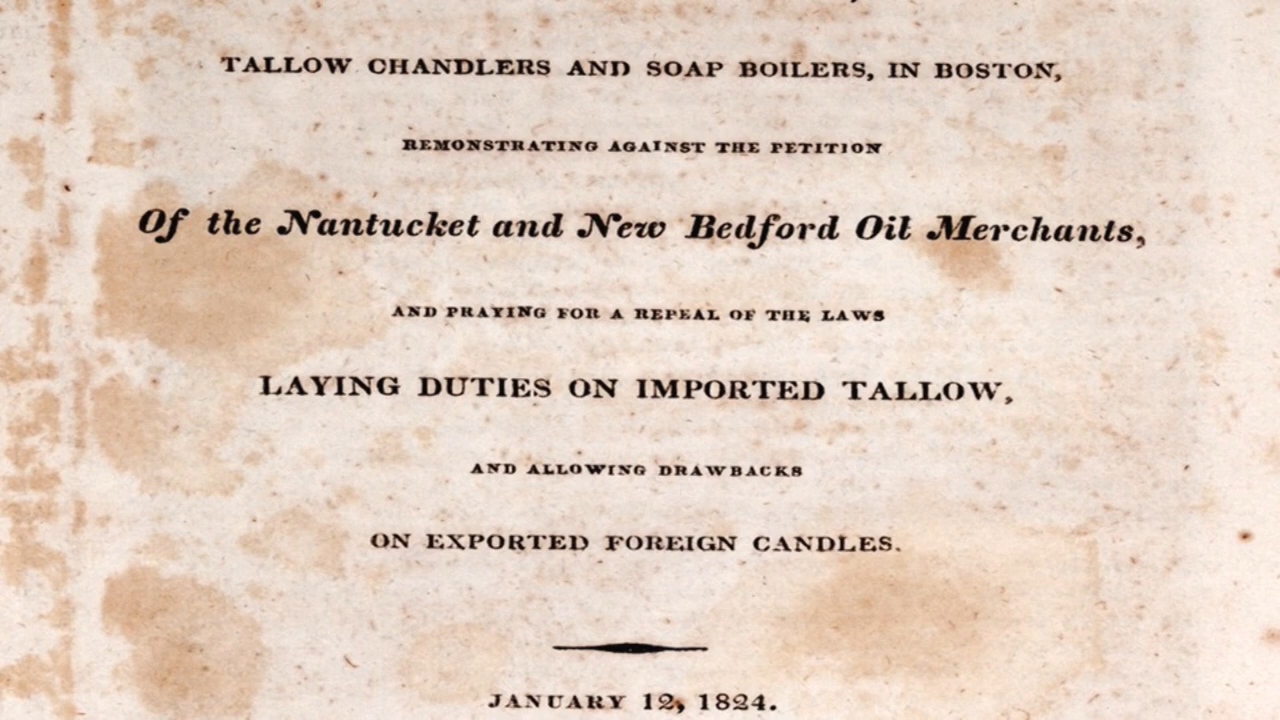 TALLOW CHANDLERS AND SOAP BOILERS, IN BOSTON,
REMONSTRATING AGAINST THE PETITION
Of the Nantucket and New Bedford Oil Merchants,
AND PRAYING FOR A REPEAL OF THE LAWS
LAYING DUTIES ON IMPORTED TALLOW,
AND ALLOWING DRAWBACKS
ON EXPORTED FOREIGN CANDLES.
JANUARY 12, 1824.